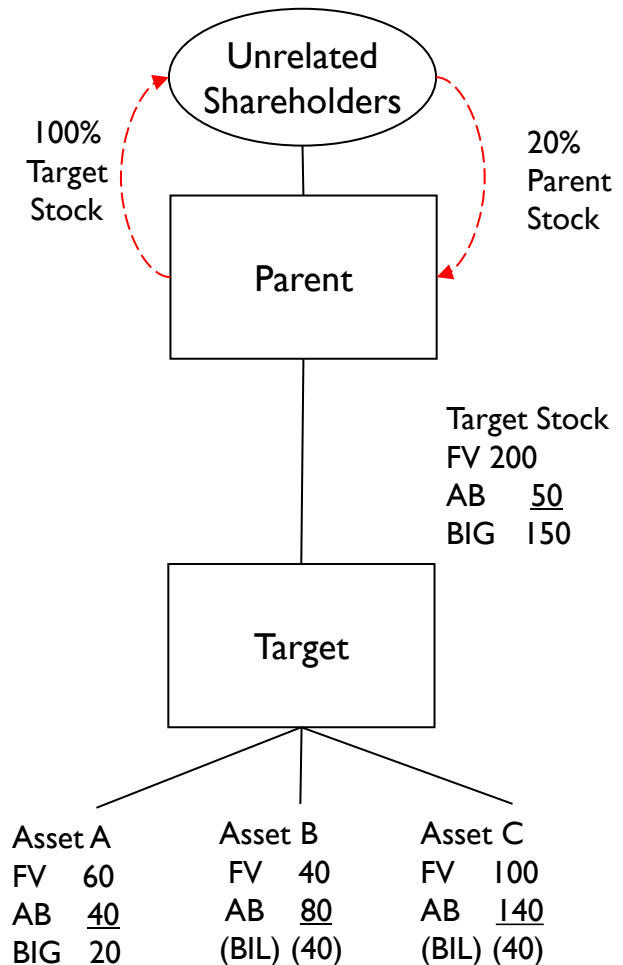 Unrelated
Shareholders
100%
Target
Stock
20%
Parent
Stock
Parent
Target Stock
FV 200
AB 50
BIG 150
Target
Asset A
FV 60
AB 40
BIG 20
Asset B
FV 40
AB 80
(BIL) (40)
Asset C
FV 100
AB 140
(BIL) (40)